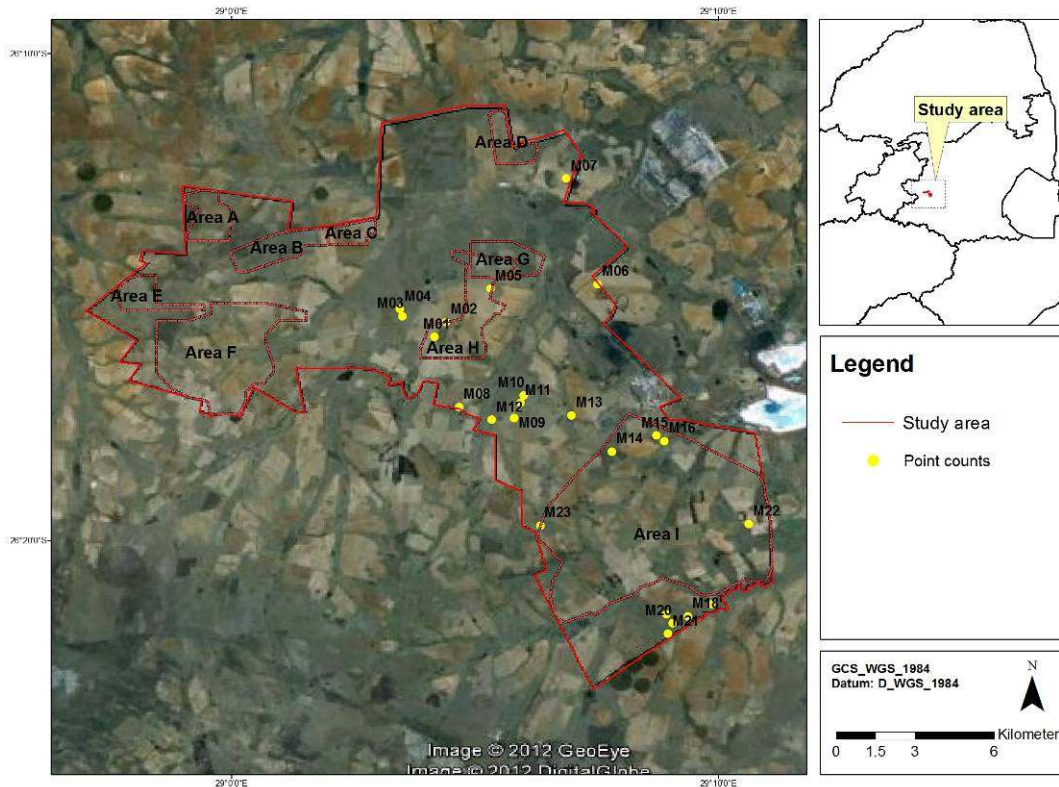 29°0'0"E
29°10'0"E
26°10'0"S
Area D
M07
Area A
Area C
Area B
Area G
M06
M05
Area E
M04
M03
M02
M01
Area H
Area F
M10
M11
M08
M12
M09
M13
M15
M16
M14
M23
M22
Area I
26°20'0"S
M20
M18
M21
Image © 2012 GeoEye
Image © 2012 DigitalGlobe
29°0'0"E
29°10'0"E
Study area
Legend
Study area
Point counts
GCS_WGS_1984
Datum: D_WGS_1984
N
Kilometer
0 1.5 3 6